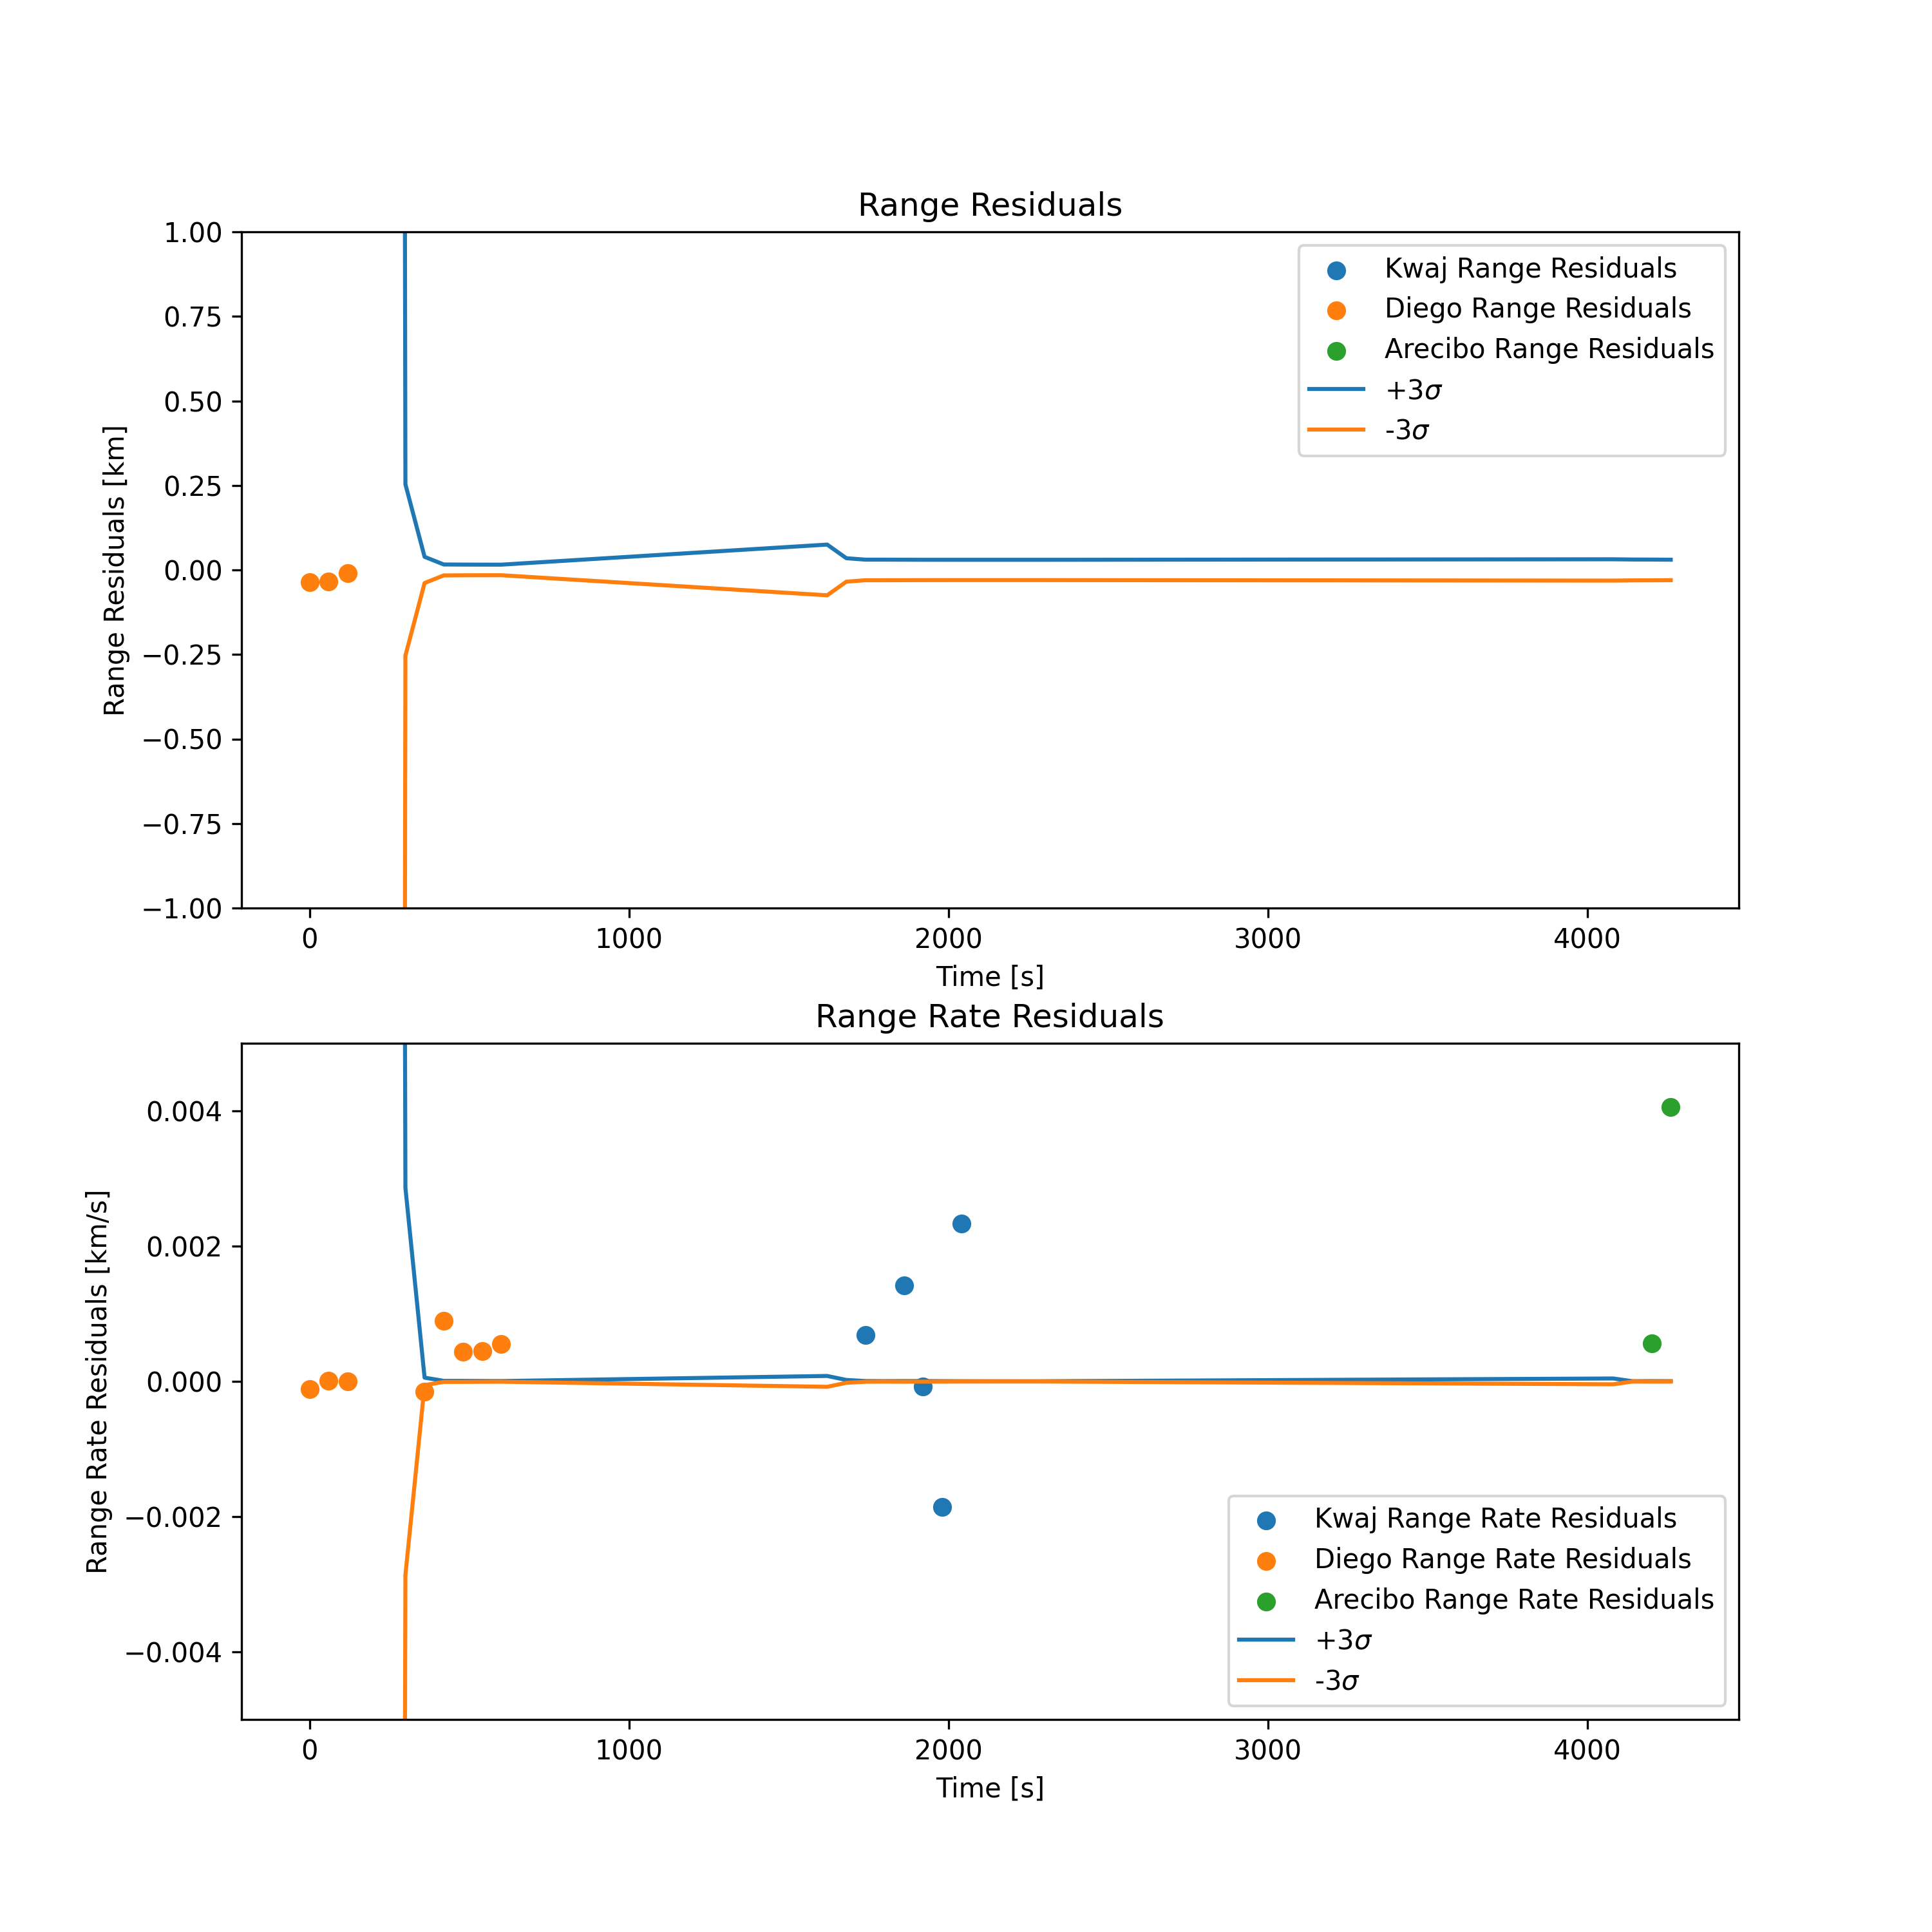 Range Residuals
1.00
0.75
0.50
0.25
0.00
−0.25
−0.50
−0.75
−1.00
Range Residuals [km]
Kwaj Range Residuals
Diego Range Residuals
Arecibo Range Residuals
+3σ
-3σ
0 1000 2000 3000 4000
Time [s]
Range Rate Residuals
0.004
0.002
0.000
−0.002
−0.004
Range Rate Residuals [km/s]
Kwaj Range Rate Residuals
Diego Range Rate Residuals
Arecibo Range Rate Residuals
+3σ
-3σ
0 1000 2000 3000 4000
Time [s]